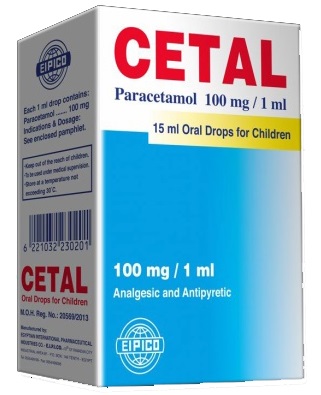 EIPICO
Each 1 ml drop contains:
Paracetamol ....... 100 mg
Indications & Dosage:
See enclosed pamphlet.
-Keep out of the reach of children.
-To be used under medical supervision.
-Store at a temperature not
exceeding 30°C.
6 221032 230201
CETAL
Oral Drops for Children
M.O.H. Reg. No.: 20569/2013
Manufactured by:
EGYPTIAN INTERNATIONAL PHARMACEUTICAL
INDUSTRIES CO.
CETAL
Paracetamol 100 mg / 1 ml
15 ml Oral Drops for Children
100 mg / 1 ml
Analgesic and Antipyretic
EIPICO